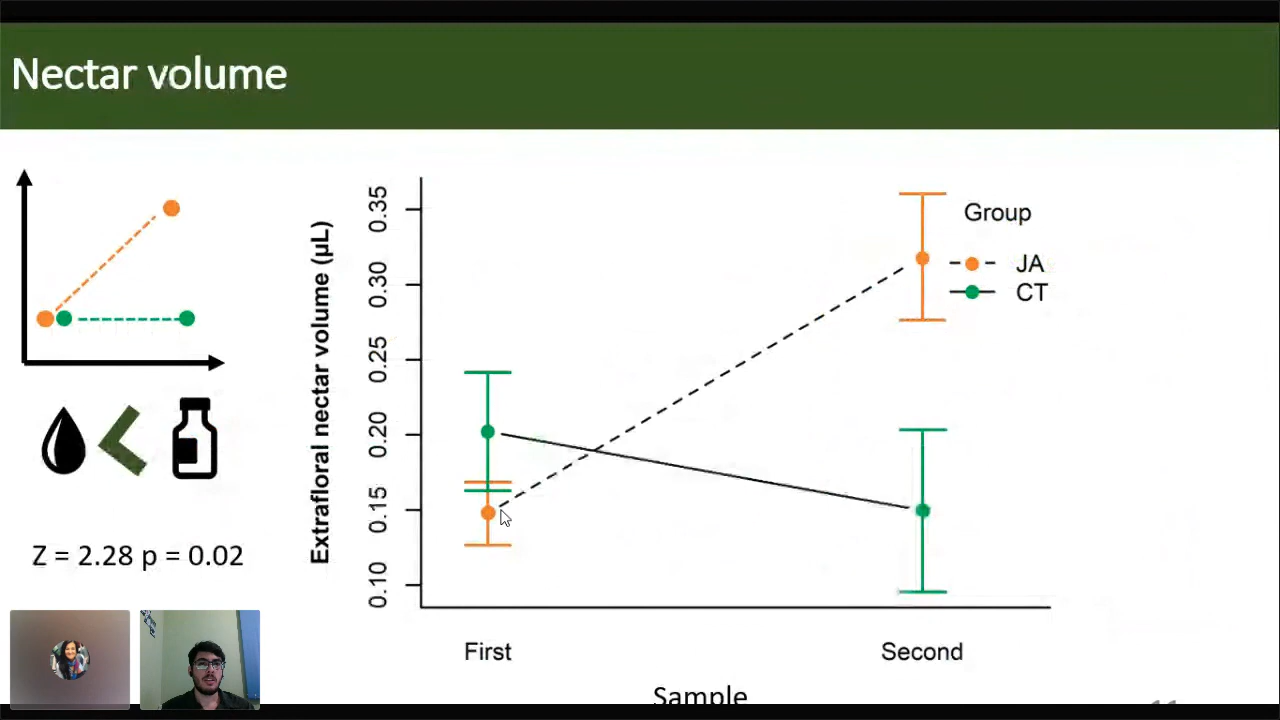 Nectar volume
Z = 2.28 p = 0.02
Extrafloral nectar volume (µL)
0.35
0.30
0.25
0.20
0.15
0.10
Group
JA
CT
First
Second
Sample